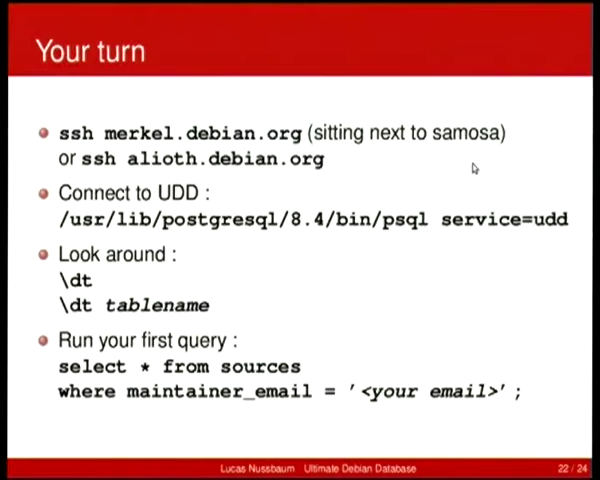 Your turn
ssh merkel.debian.org (sitting next to samosa)
or ssh alioth.debian.org
Connect to UDD :
/usr/lib/postgresql/8.4/bin/psql service=udd
Look around :
\dt
\dt tablename
Run your first query :
select * from sources
where maintainer_email = '<your email>' ;
Lucas Nussbaum Ultimate Debian Database 22 / 24